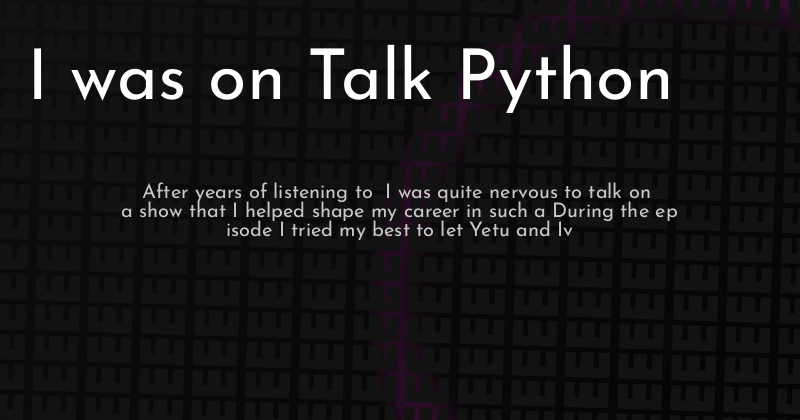 I was on Talk Python
After years of listening to  I was quite nervous to talk on
a show that I helped shape my career in such a During the ep
isode I tried my best to let Yetu and Iv